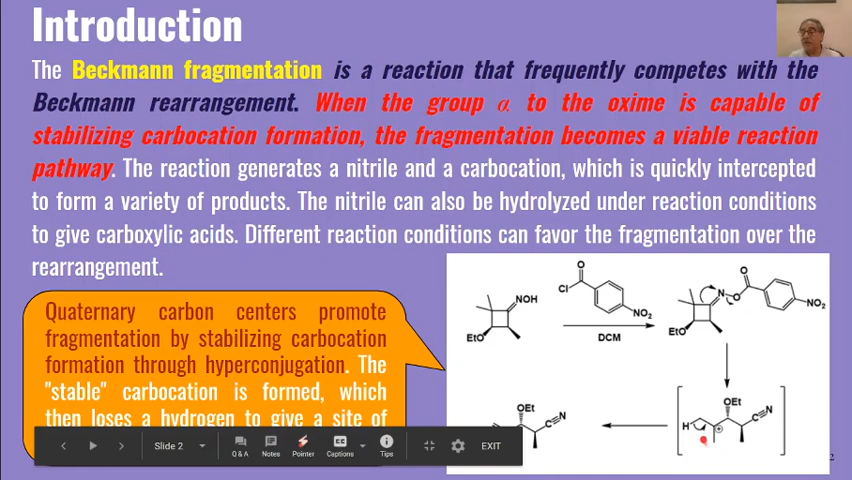 Introduction
The Beckmann fragmentation is a reaction that frequently competes with the
Beckmann rearrangement. When the group α to the oxime is capable of
stabilizing carbocation formation, the fragmentation becomes a viable reaction
pathway. The reaction generates a nitrile and a carbocation, which is quickly intercepted
to form a variety of products. The nitrile can also be hydrolyzed under reaction conditions
to give carboxylic acids. Different reaction conditions can favor the fragmentation over the
rearrangement.
Quaternary carbon centers promote
fragmentation by stabilizing carbocation
formation through hyperconjugation. The
"stable" carbocation is formed, which
then loses a hydrogen to give a site of
NOH
EtO
O
Cl
NO2
DCM
N
O
O
NO2
EtO
OEt
N
H
⊕
OEt
N
Slide 2
Q & A
Notes
Pointer
Captions
Tips
EXIT
2